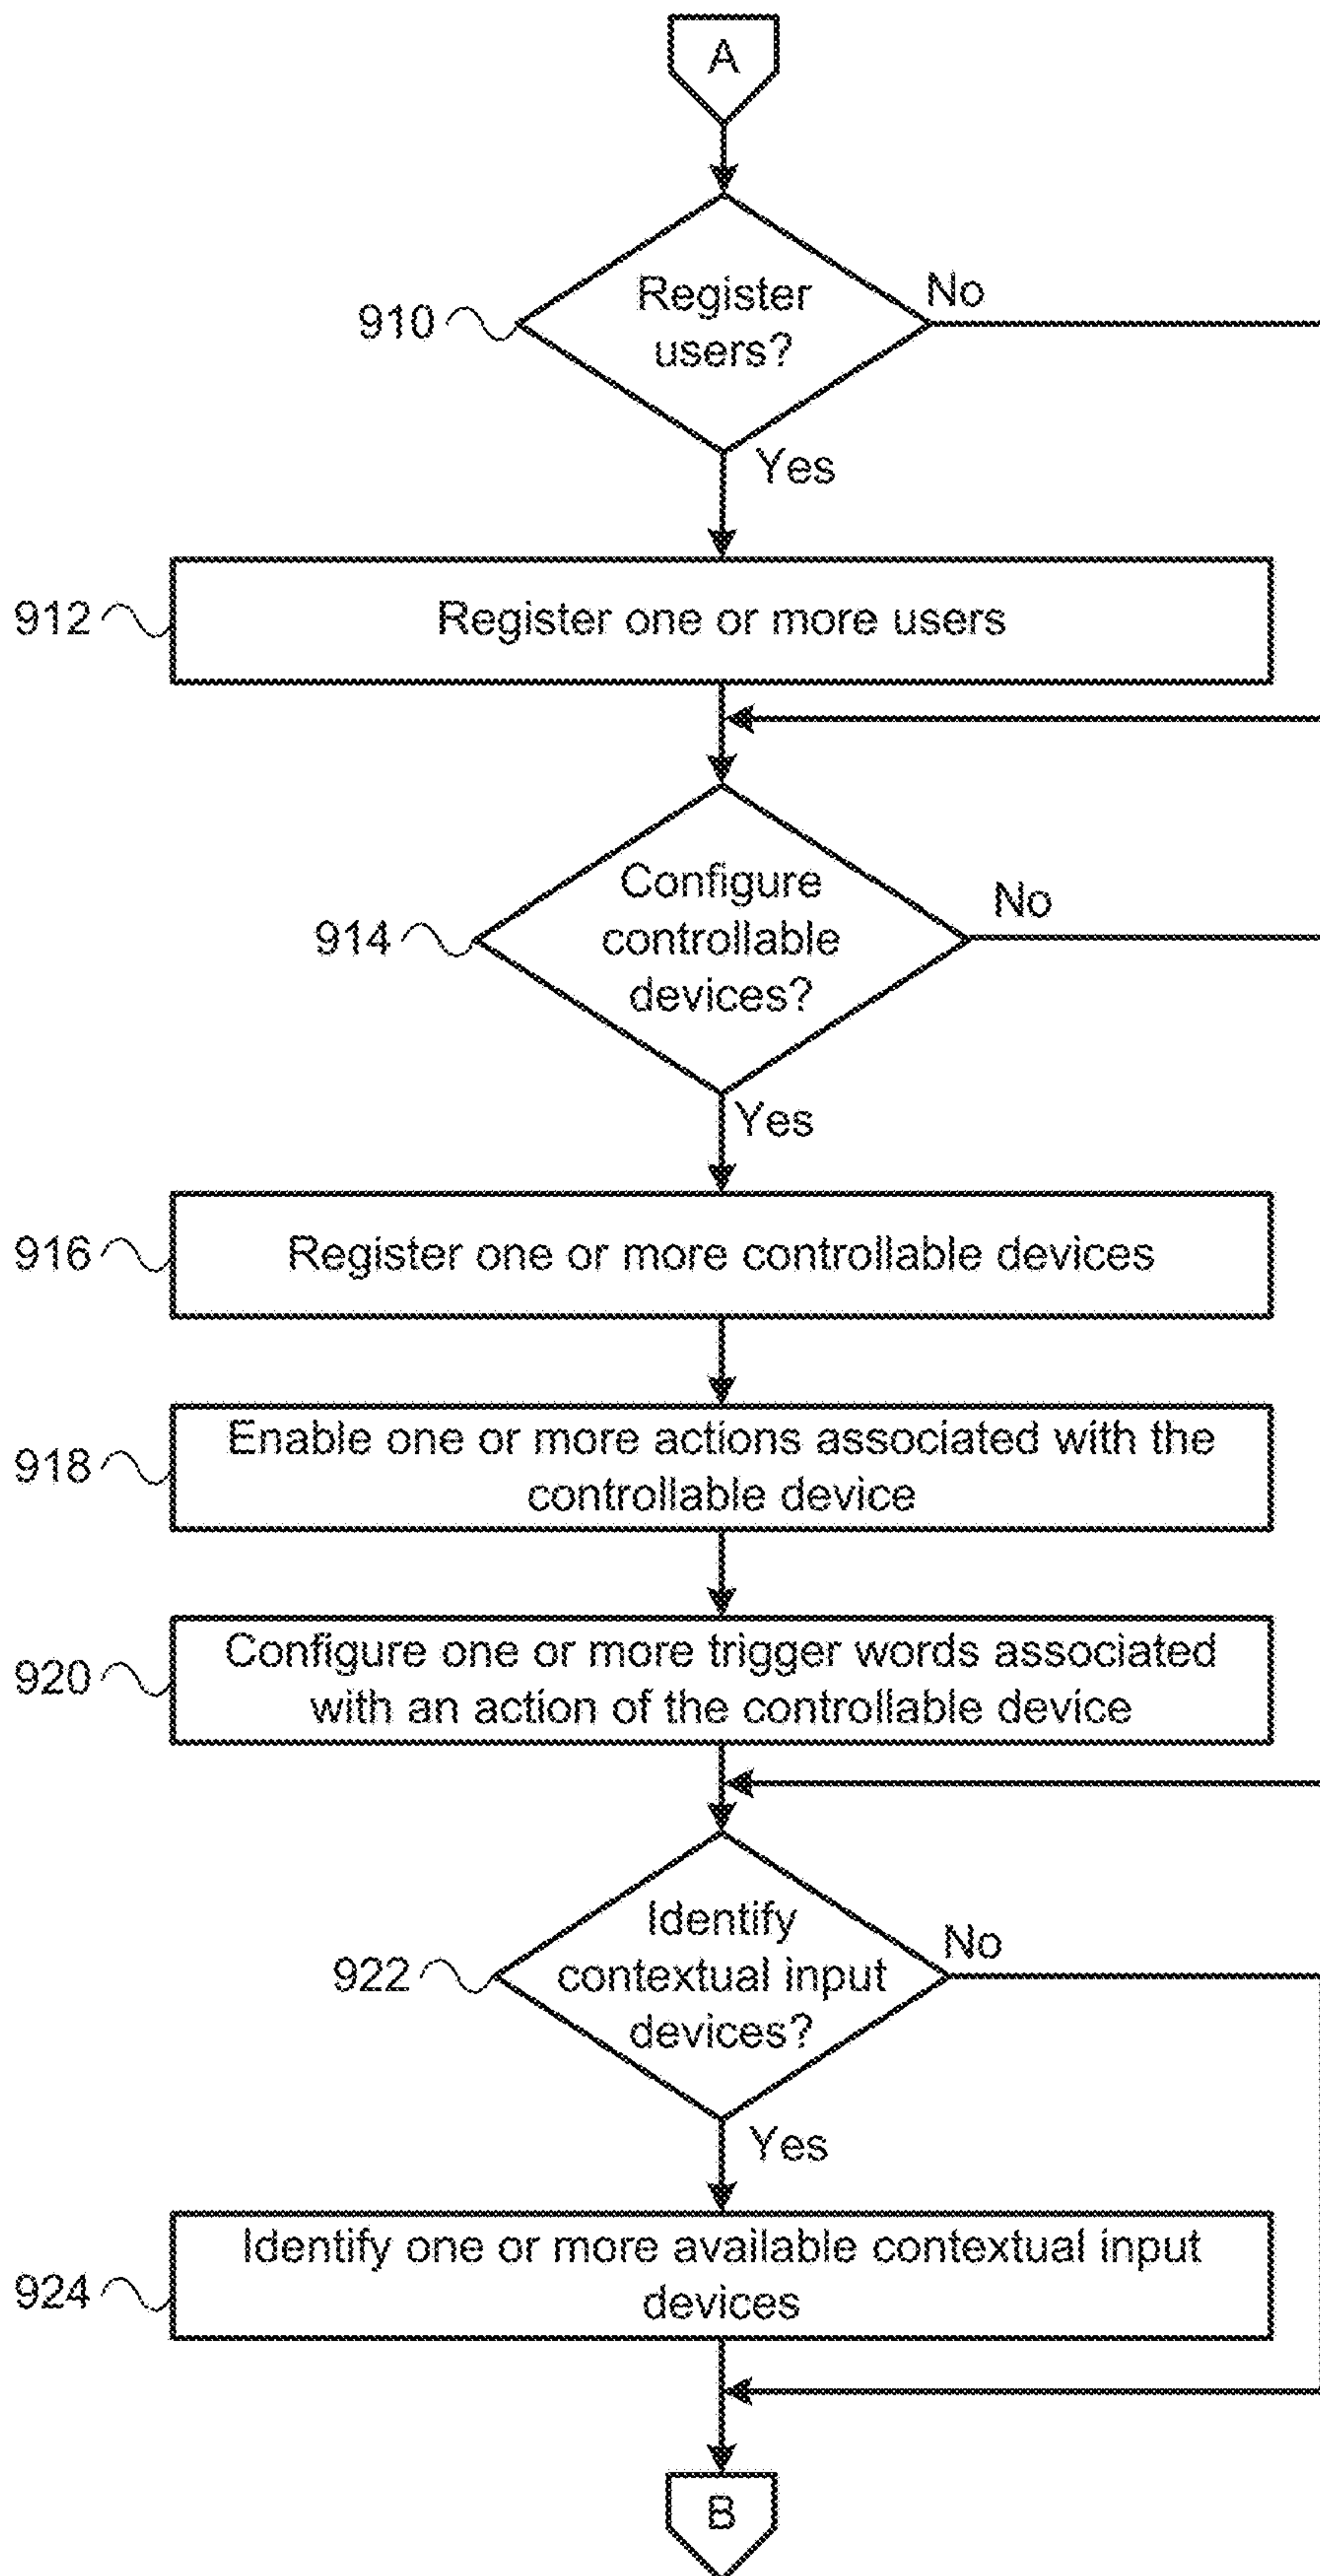 A
Register
users?
No
910
Yes
912
Register one or more users
Configure
controllable
devices?
No
914
Yes
916
Register one or more controllable devices
Enable one or more actions associated with the
controllable device
918
Configure one or more trigger words associated
with an action of the controllable device
920
Identify
contextual input
devices?
No
922
Yes
Identify one or more available contextual input
devices
924
B